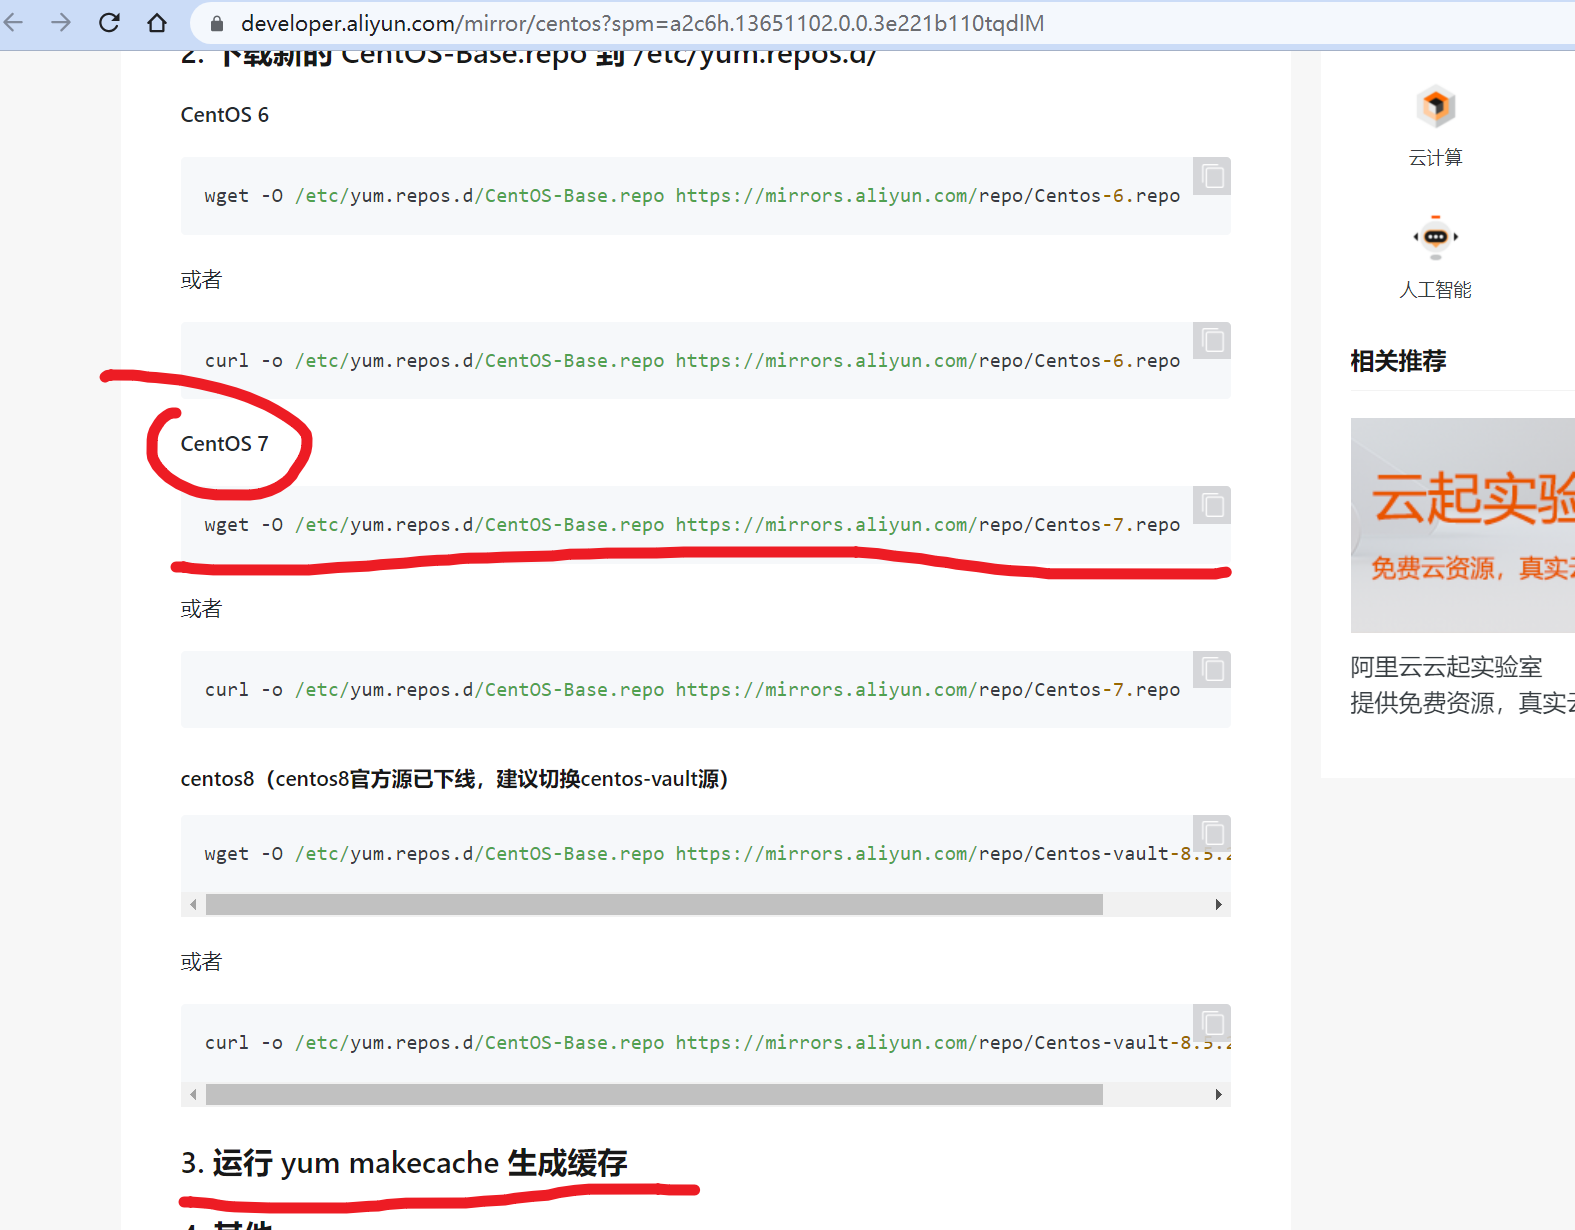 developer.aliyun.com/mirror/centos?spm=a2c6h.13651102.0.0.3e221b110tqdlM
2. 下载新的 CentOS-Base.repo 到 /etc/yum.repos.d/
CentOS 6
wget -O /etc/yum.repos.d/CentOS-Base.repo https://mirrors.aliyun.com/repo/Centos-6.repo
或者
curl -o /etc/yum.repos.d/CentOS-Base.repo https://mirrors.aliyun.com/repo/Centos-6.repo
CentOS 7
wget -O /etc/yum.repos.d/CentOS-Base.repo https://mirrors.aliyun.com/repo/Centos-7.repo
或者
curl -o /etc/yum.repos.d/CentOS-Base.repo https://mirrors.aliyun.com/repo/Centos-7.repo
centos8（centos8官方源已下线，建议切换centos-vault源）
wget -O /etc/yum.repos.d/CentOS-Base.repo https://mirrors.aliyun.com/repo/Centos-vault-8.5.2
或者
curl -o /etc/yum.repos.d/CentOS-Base.repo https://mirrors.aliyun.com/repo/Centos-vault-8.5.2
3. 运行 yum makecache 生成缓存
4. 其他
云计算
人工智能
相关推荐
云起实验
免费云资源，真实云
阿里云云起实验室
提供免费资源，真实云